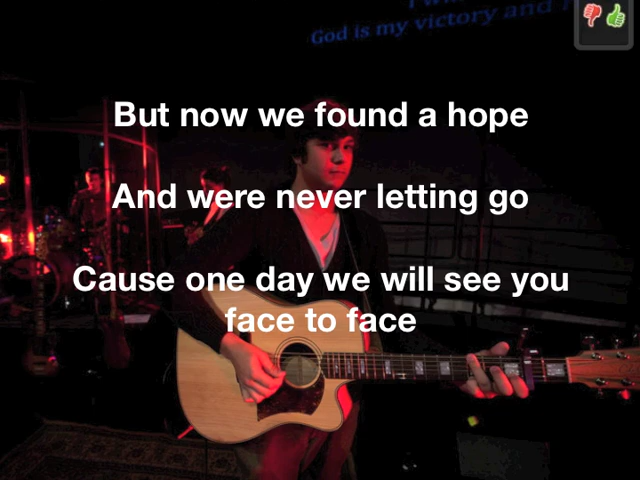 God is my victory and
But now we found a hope
And were never letting go
Cause one day we will see you
face to face